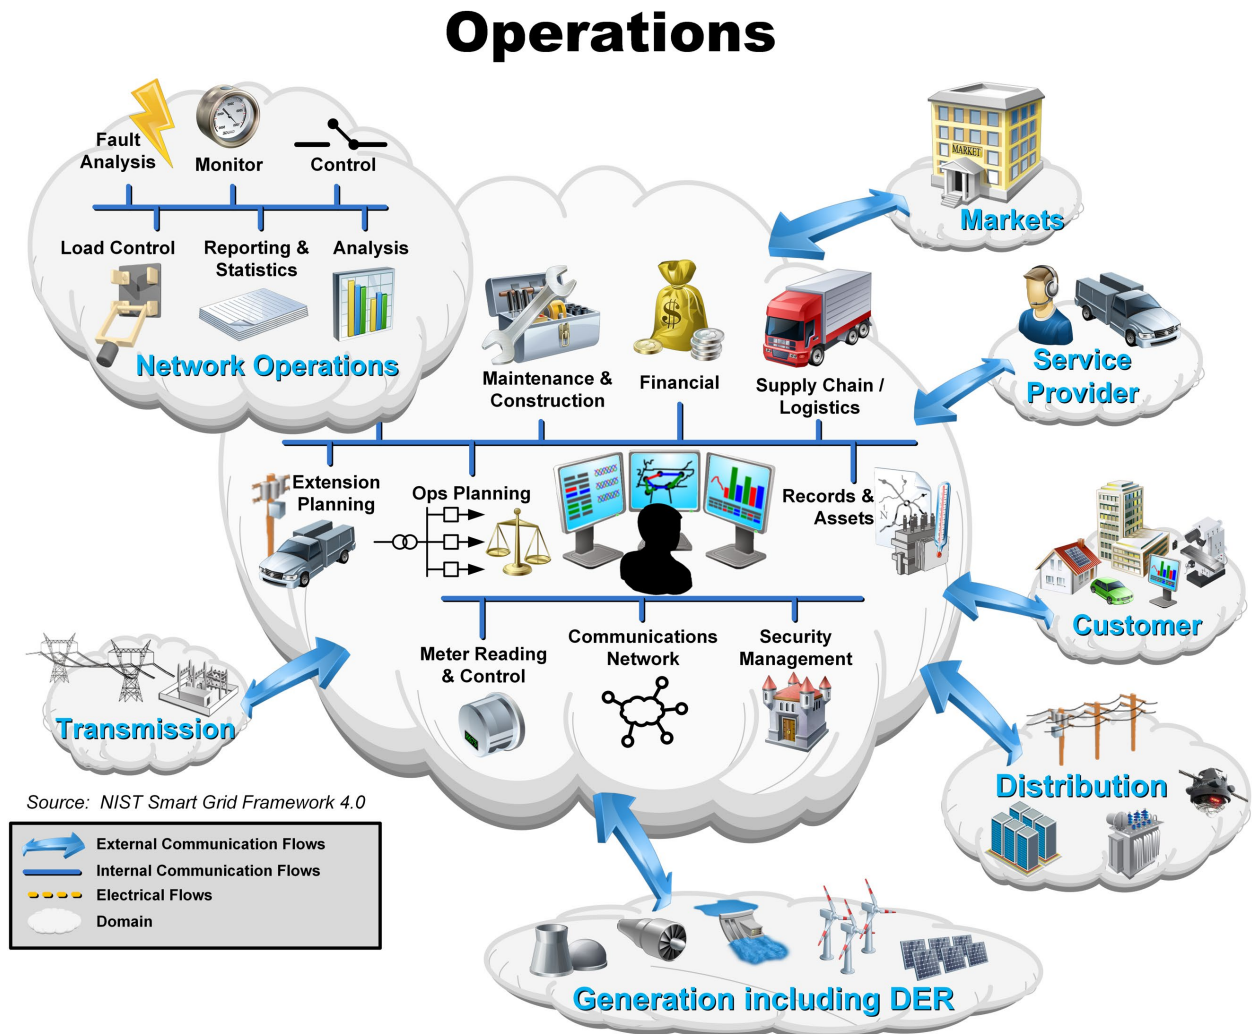 Operations
Fault
Analysis
Monitor
Control
Load Control
Reporting &
Statistics
Analysis
Network Operations
MARKET
Markets
Service
Provider
Maintenance &
Construction
$
Financial
Supply Chain /
Logistics
Extension
Planning
Ops Planning
Records &
Assets
N
Customer
Meter Reading
& Control
Communications
Network
Security
Management
Transmission
Distribution
Source: NIST Smart Grid Framework 4.0
External Communication Flows
Internal Communication Flows
Electrical Flows
Domain
Generation including DER